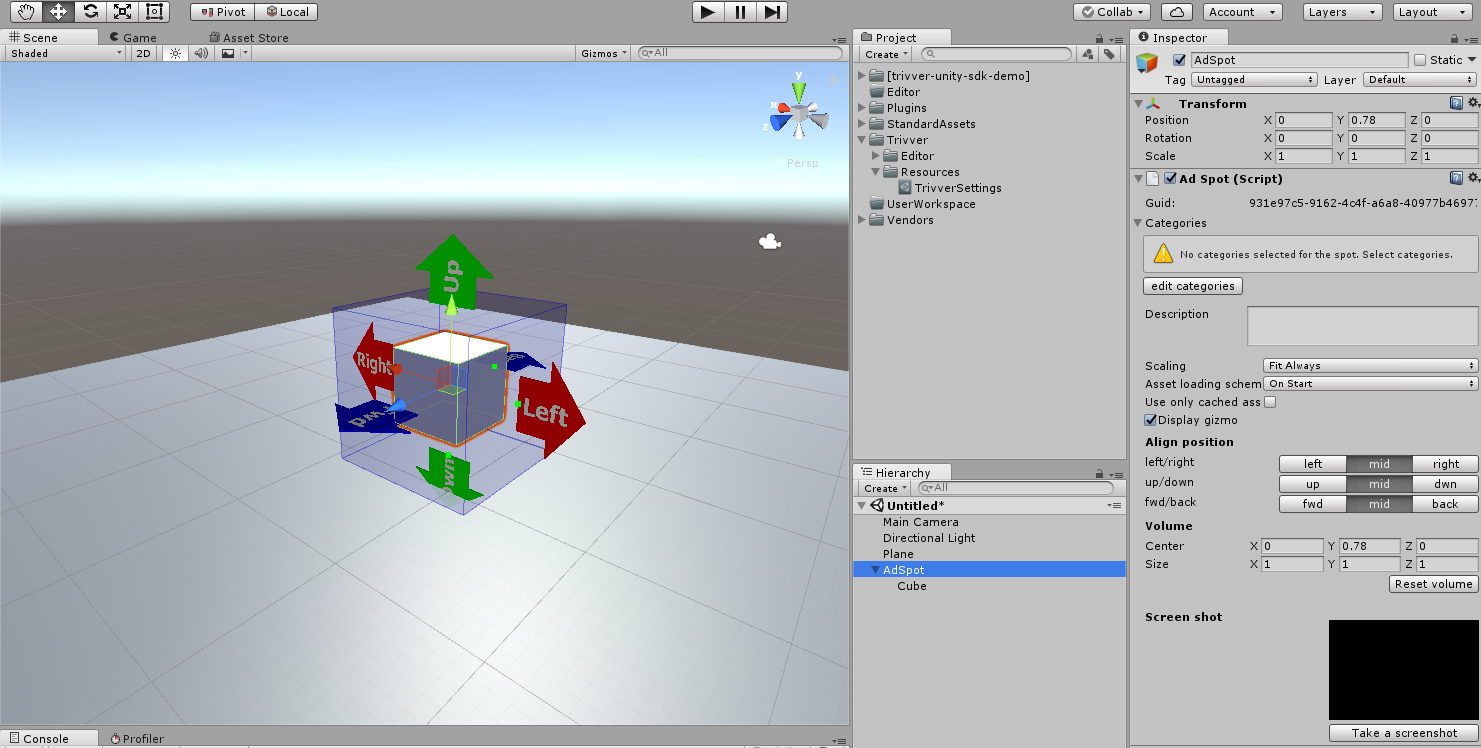 Pivot Local Collab Account Layers Layout
Scene Game Asset Store
Shaded 2D Gizmos All
y
x
z
Persp
Up
Right
Left
Project
Create
[trivver-unity-sdk-demo]
Editor
Plugins
StandardAssets
Trivver
Editor
Resources
TrivverSettings
UserWorkspace
Vendors
Hierarchy
Create All
Untitled*
Main Camera
Directional Light
Plane
AdSpot
Cube
Inspector
AdSpot Static
Tag Untagged Layer Default
Transform
Position X 0 Y 0.78 Z 0
Rotation X 0 Y 0 Z 0
Scale X 1 Y 1 Z 1
Ad Spot (Script)
Guid: 931e97c5-9162-4c4f-a6a8-40977b46977
Categories
No categories selected for the spot. Select categories.
edit categories
Description
Scaling Fit Always
Asset loading schem On Start
Use only cached ass
Display gizmo
Align position
left/right left mid right
up/down up mid dwn
fwd/back fwd mid back
Volume
Center X 0 Y 0.78 Z 0
Size X 1 Y 1 Z 1
Reset volume
Screen shot
Take a screenshot
Console Profiler